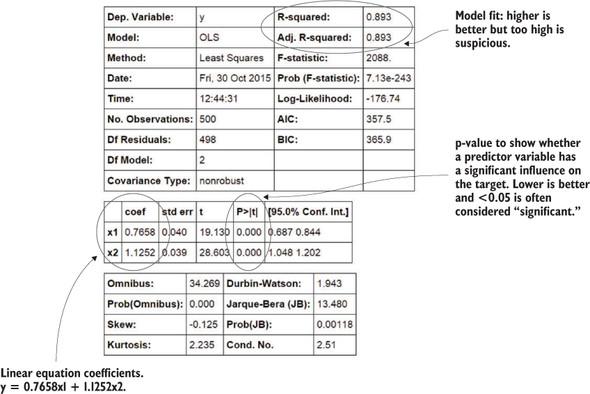 Dep. Variable: y R-squared: 0.893
Model: OLS Adj. R-squared: 0.893
Method: Least Squares F-statistic: 2088.
Date: Fri, 30 Oct 2015 Prob (F-statistic): 7.13e-243
Time: 12:44:31 Log-Likelihood: -176.74
No. Observations: 500 AIC: 357.5
Df Residuals: 498 BIC: 365.9
Df Model: 2
Covariance Type: nonrobust
Model fit: higher is
better but too high is
suspicious.
p-value to show whether
a predictor variable has
a significant influence on
the target. Lower is better
and <0.05 is often
considered “significant.”
coef std err t P>|t| [95.0% Conf. Int.]
x1 0.7658 0.040 19.130 0.000 0.687 0.844
x2 1.1252 0.039 28.603 0.000 1.048 1.202
Omnibus: 34.269 Durbin-Watson: 1.943
Prob(Omnibus): 0.000 Jarque-Bera (JB): 13.480
Skew: -0.125 Prob(JB): 0.00118
Kurtosis: 2.235 Cond. No. 2.51
Linear equation coefficients.
y = 0.7658x1 + 1.1252x2.